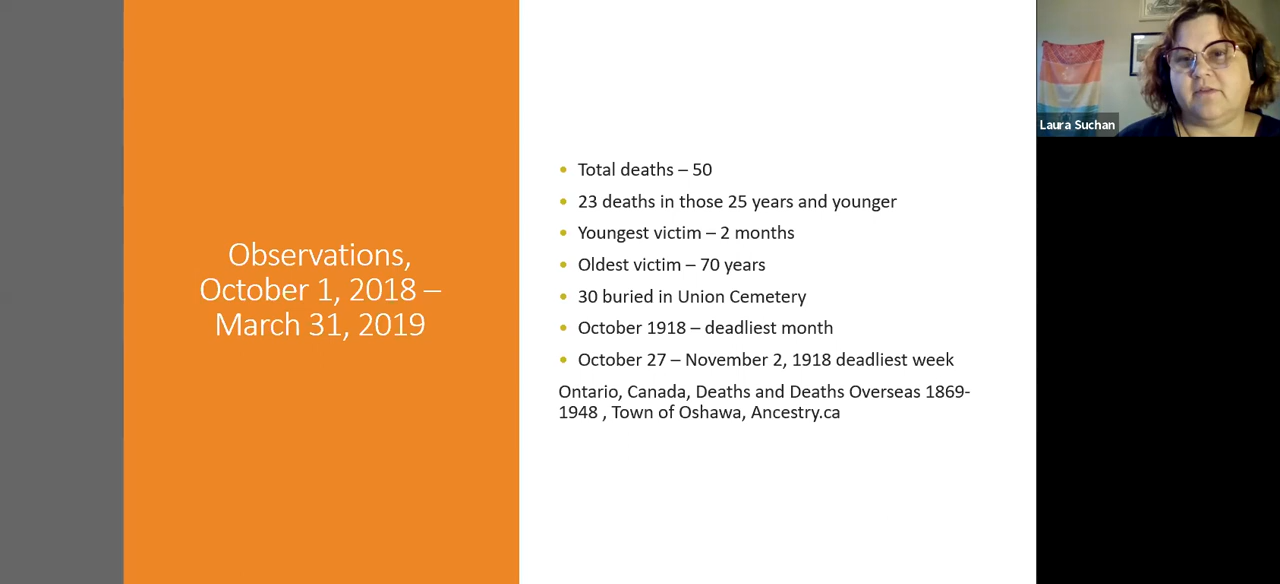 Observations,
October 1, 2018 –
March 31, 2019
• Total deaths – 50
• 23 deaths in those 25 years and younger
• Youngest victim – 2 months
• Oldest victim – 70 years
• 30 buried in Union Cemetery
• October 1918 – deadliest month
• October 27 – November 2, 1918 deadliest week
Ontario, Canada, Deaths and Deaths Overseas 1869-
1948 , Town of Oshawa, Ancestry.ca
Laura Suchan